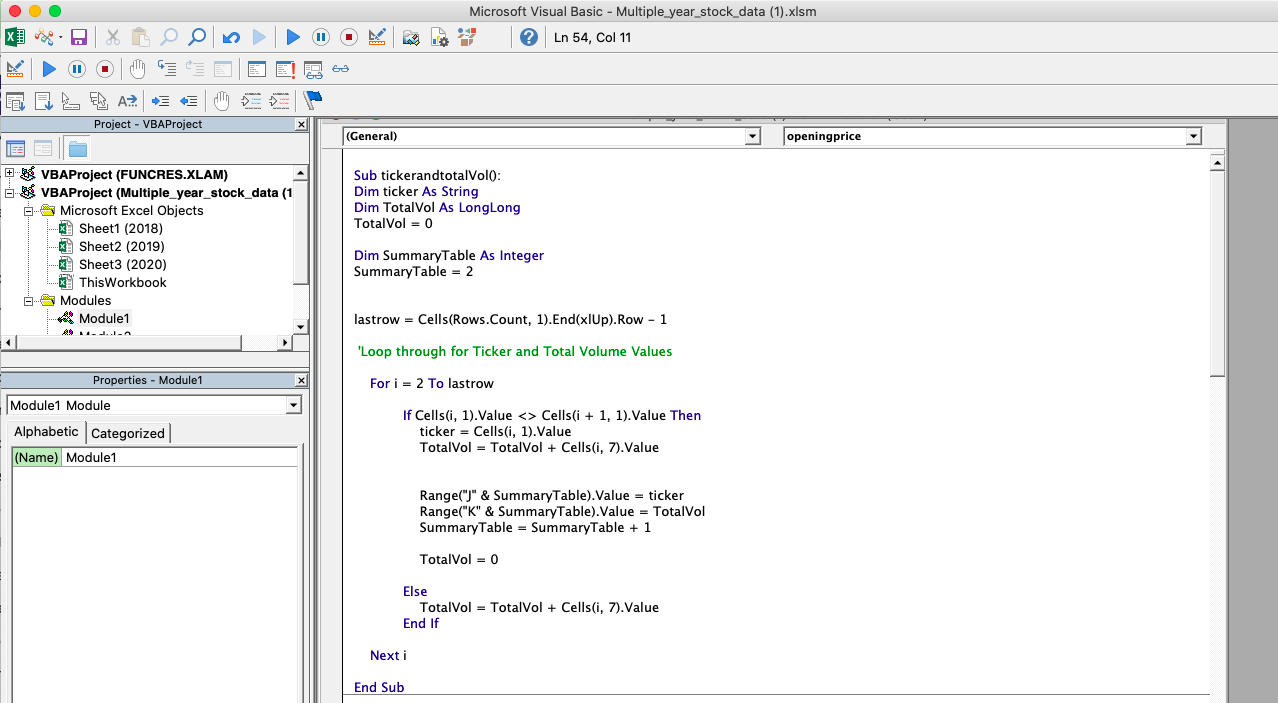 Microsoft Visual Basic - Multiple_year_stock_data (1).xlsm
Ln 54, Col 11
Project - VBAProject
VBAProject (FUNCRES.XLAM)
VBAProject (Multiple_year_stock_data (1
Microsoft Excel Objects
Sheet1 (2018)
Sheet2 (2019)
Sheet3 (2020)
ThisWorkbook
Modules
Module1
Properties - Module1
Module1 Module
Alphabetic
Categorized
(Name) Module1
(General)
openingprice
Sub tickerandtotalVol():
Dim ticker As String
Dim TotalVol As LongLong
TotalVol = 0
Dim SummaryTable As Integer
SummaryTable = 2
lastrow = Cells(Rows.Count, 1).End(xlUp).Row - 1
'Loop through for Ticker and Total Volume Values
For i = 2 To lastrow
If Cells(i, 1).Value <> Cells(i + 1, 1).Value Then
ticker = Cells(i, 1).Value
TotalVol = TotalVol + Cells(i, 7).Value
Range("J" & SummaryTable).Value = ticker
Range("K" & SummaryTable).Value = TotalVol
SummaryTable = SummaryTable + 1
TotalVol = 0
Else
TotalVol = TotalVol + Cells(i, 7).Value
End If
Next i
End Sub